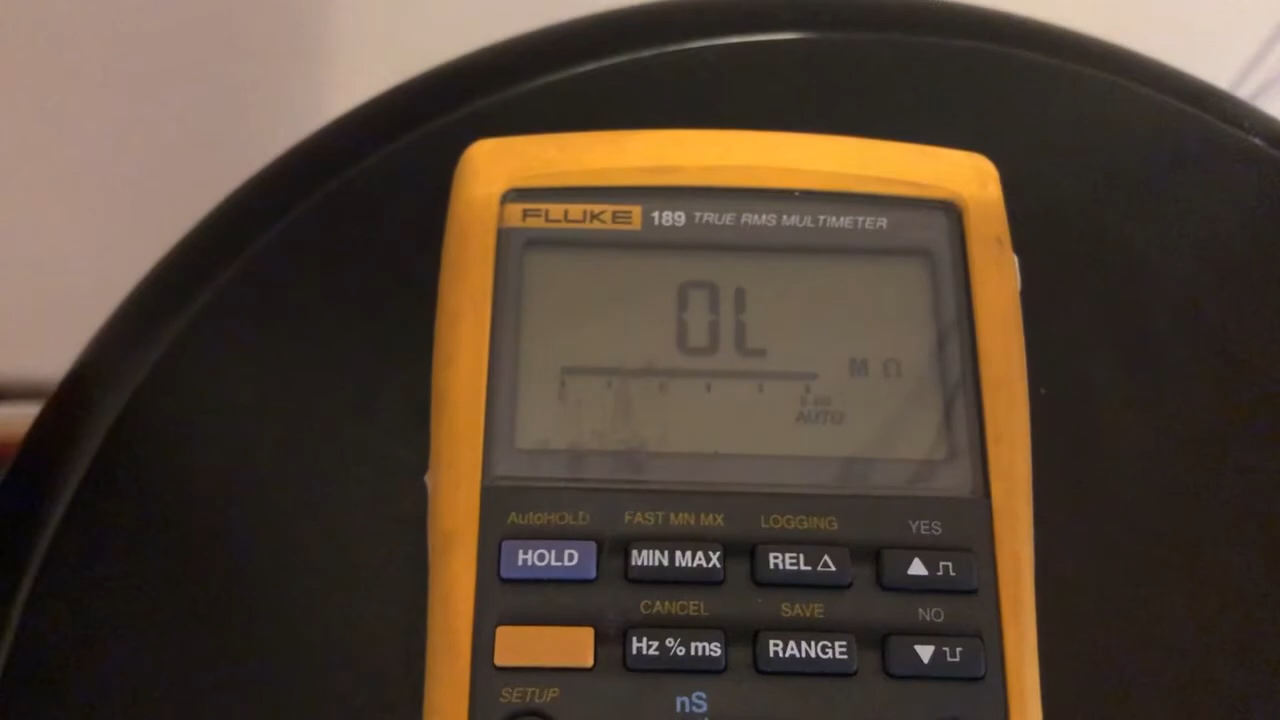 FLUKE 189 TRUE RMS MULTIMETER
OL
M Ω
AUTO
AutoHOLD FAST MN MX LOGGING YES
HOLD MIN MAX REL △ ▲
CANCEL SAVE NO
Hz % ms RANGE ▼
SETUP nS